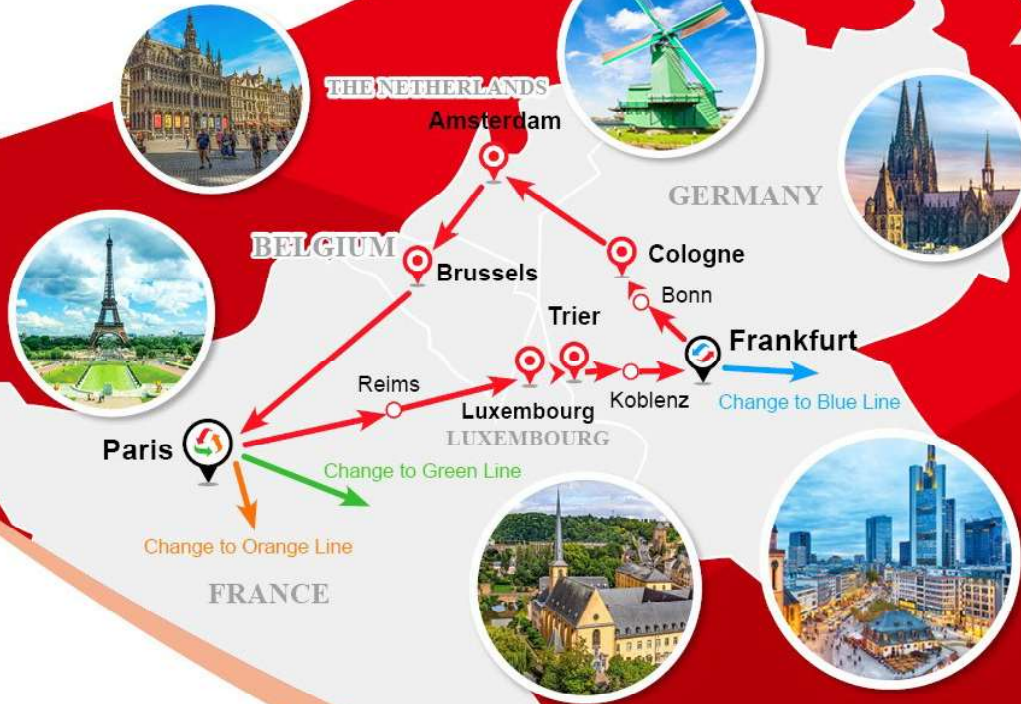 THE NETHERLANDS
Amsterdam
GERMANY
BELGIUM
Brussels
Cologne
Bonn
Trier
Frankfurt
Reims
Luxembourg
Koblenz
Change to Blue Line
LUXEMBOURG
Paris
Change to Green Line
Change to Orange Line
FRANCE